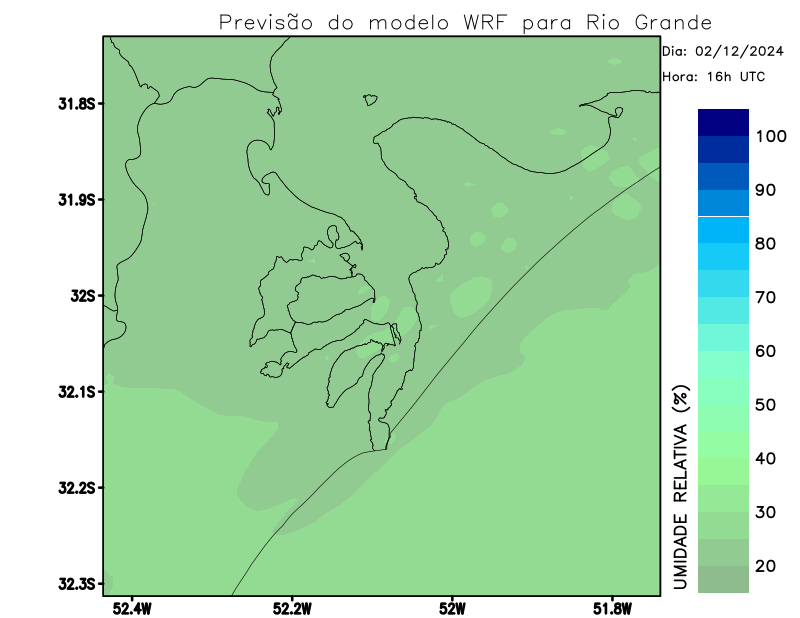 Previsão do modelo WRF para Rio Grande
Dia: 02/12/2024
Hora: 16h UTC
31.8S
31.9S
32S
32.1S
32.2S
32.3S
52.4W
52.2W
52W
51.8W
100
90
80
70
60
50
40
30
20
UMIDADE RELATIVA (%)